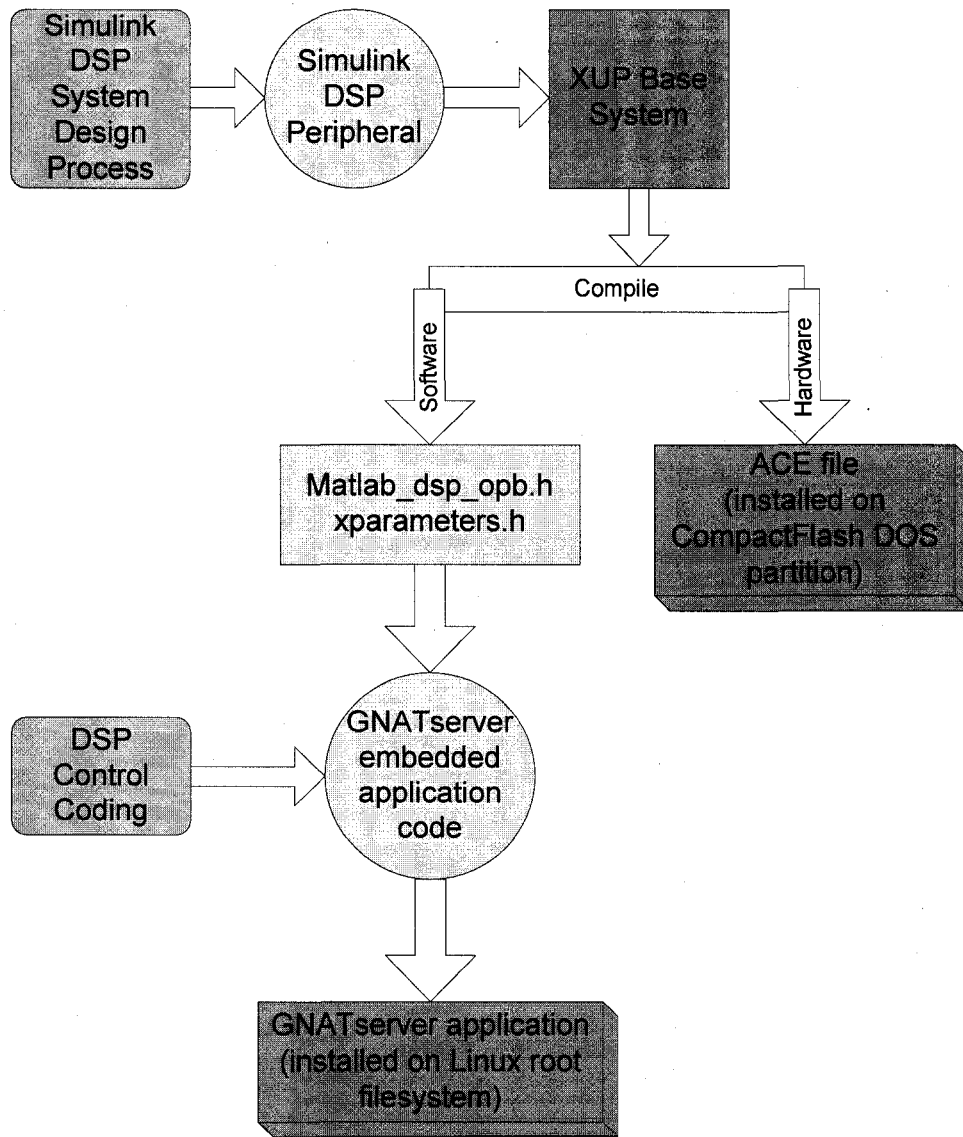 Simulink
DSP
System
Design
Process
Simulink
DSP
Peripheral
XUP Base
System
Compile
Software
Hardware
Matlab_dsp_opb.h
xparameters.h
ACE file
(installed on
CompactFlash DOS
partition)
DSP
Control
Coding
GNATserver
embedded
application
code
GNATserver application
(installed on Linux root
filesystem)